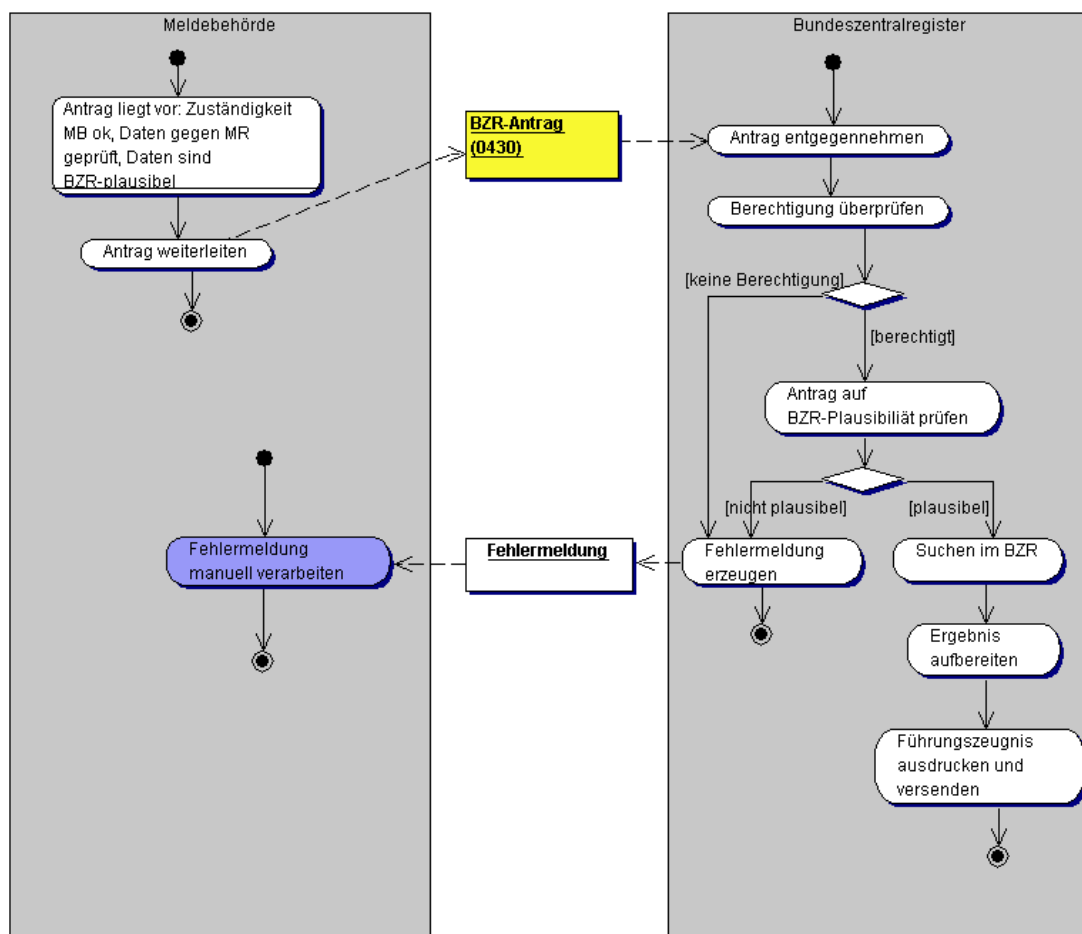 Meldebehörde
Antrag liegt vor: Zuständigkeit
MB ok, Daten gegen MR
geprüft, Daten sind
BZR-plausibel
Antrag weiterleiten
BZR-Antrag
(0430)
Bundeszentralregister
Antrag entgegennehmen
Berechtigung überprüfen
[keine Berechtigung]
[berechtigt]
Antrag auf
BZR-Plausibiliät prüfen
[nicht plausibel]
[plausibel]
Fehlermeldung
manuell verarbeiten
Fehlermeldung
Fehlermeldung
erzeugen
Suchen im BZR
Ergebnis
aufbereiten
Führungszeugnis
ausdrucken und
versenden